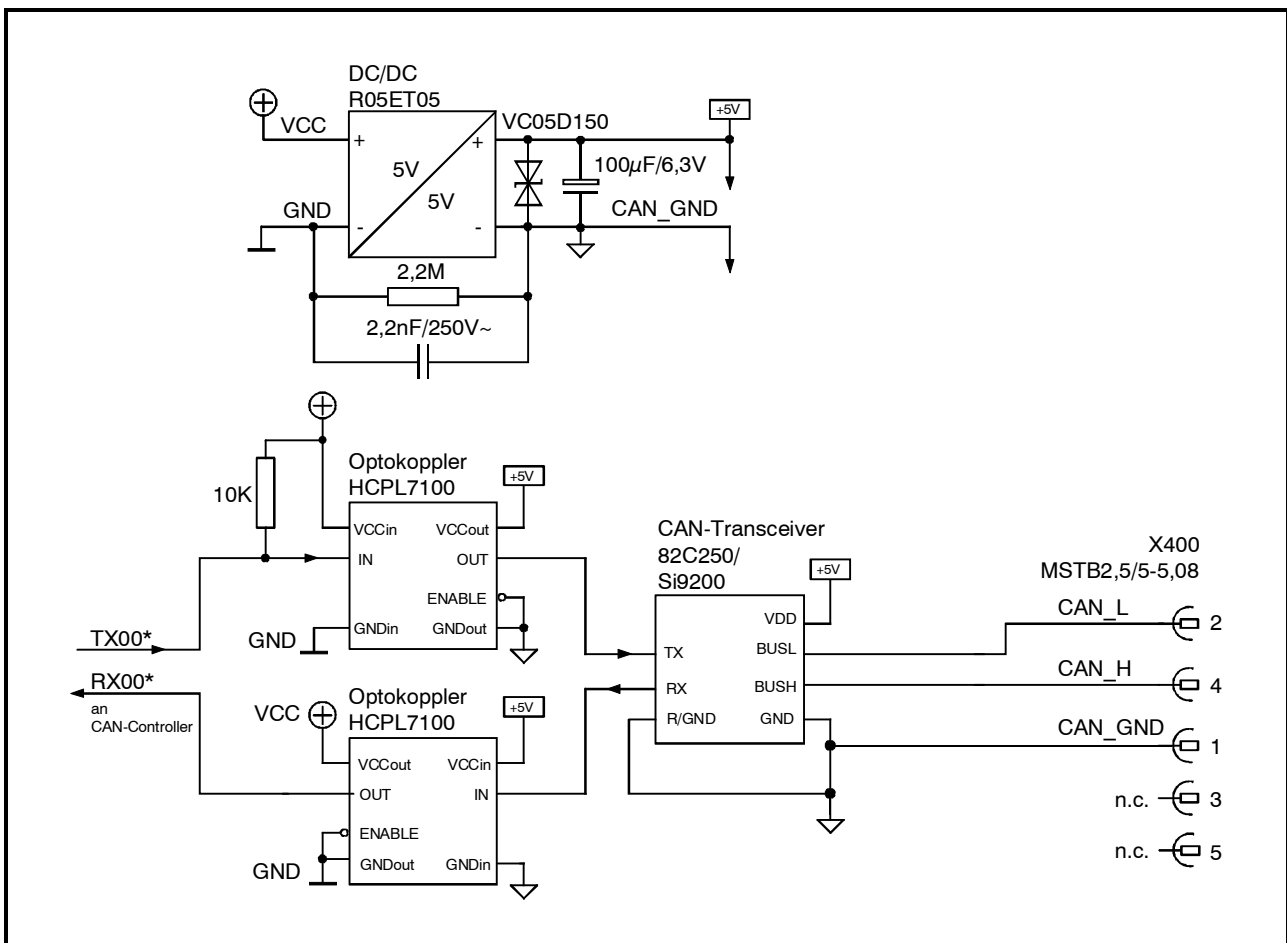 DC/DC
R05ET05
VCC
+
5V
+
5V
VC05D150
+5V
100µF/6,3V
GND
-
-
CAN_GND
2,2M
2,2nF/250V~
10K
Optokoppler
HCPL7100
+5V
VCCin
VCCout
IN
OUT
ENABLE
GNDin
GNDout
GND
TX00*
RX00*
an
CAN-Controller
CAN-Transceiver
82C250/
Si9200
+5V
VDD
TX
BUSL
RX
BUSH
R/GND
GND
X400
MSTB2,5/5-5,08
CAN_L
2
CAN_H
4
CAN_GND
1
n.c.
3
n.c.
5
Optokoppler
HCPL7100
VCC
+5V
VCCout
VCCin
OUT
IN
ENABLE
GNDout
GNDin
GND